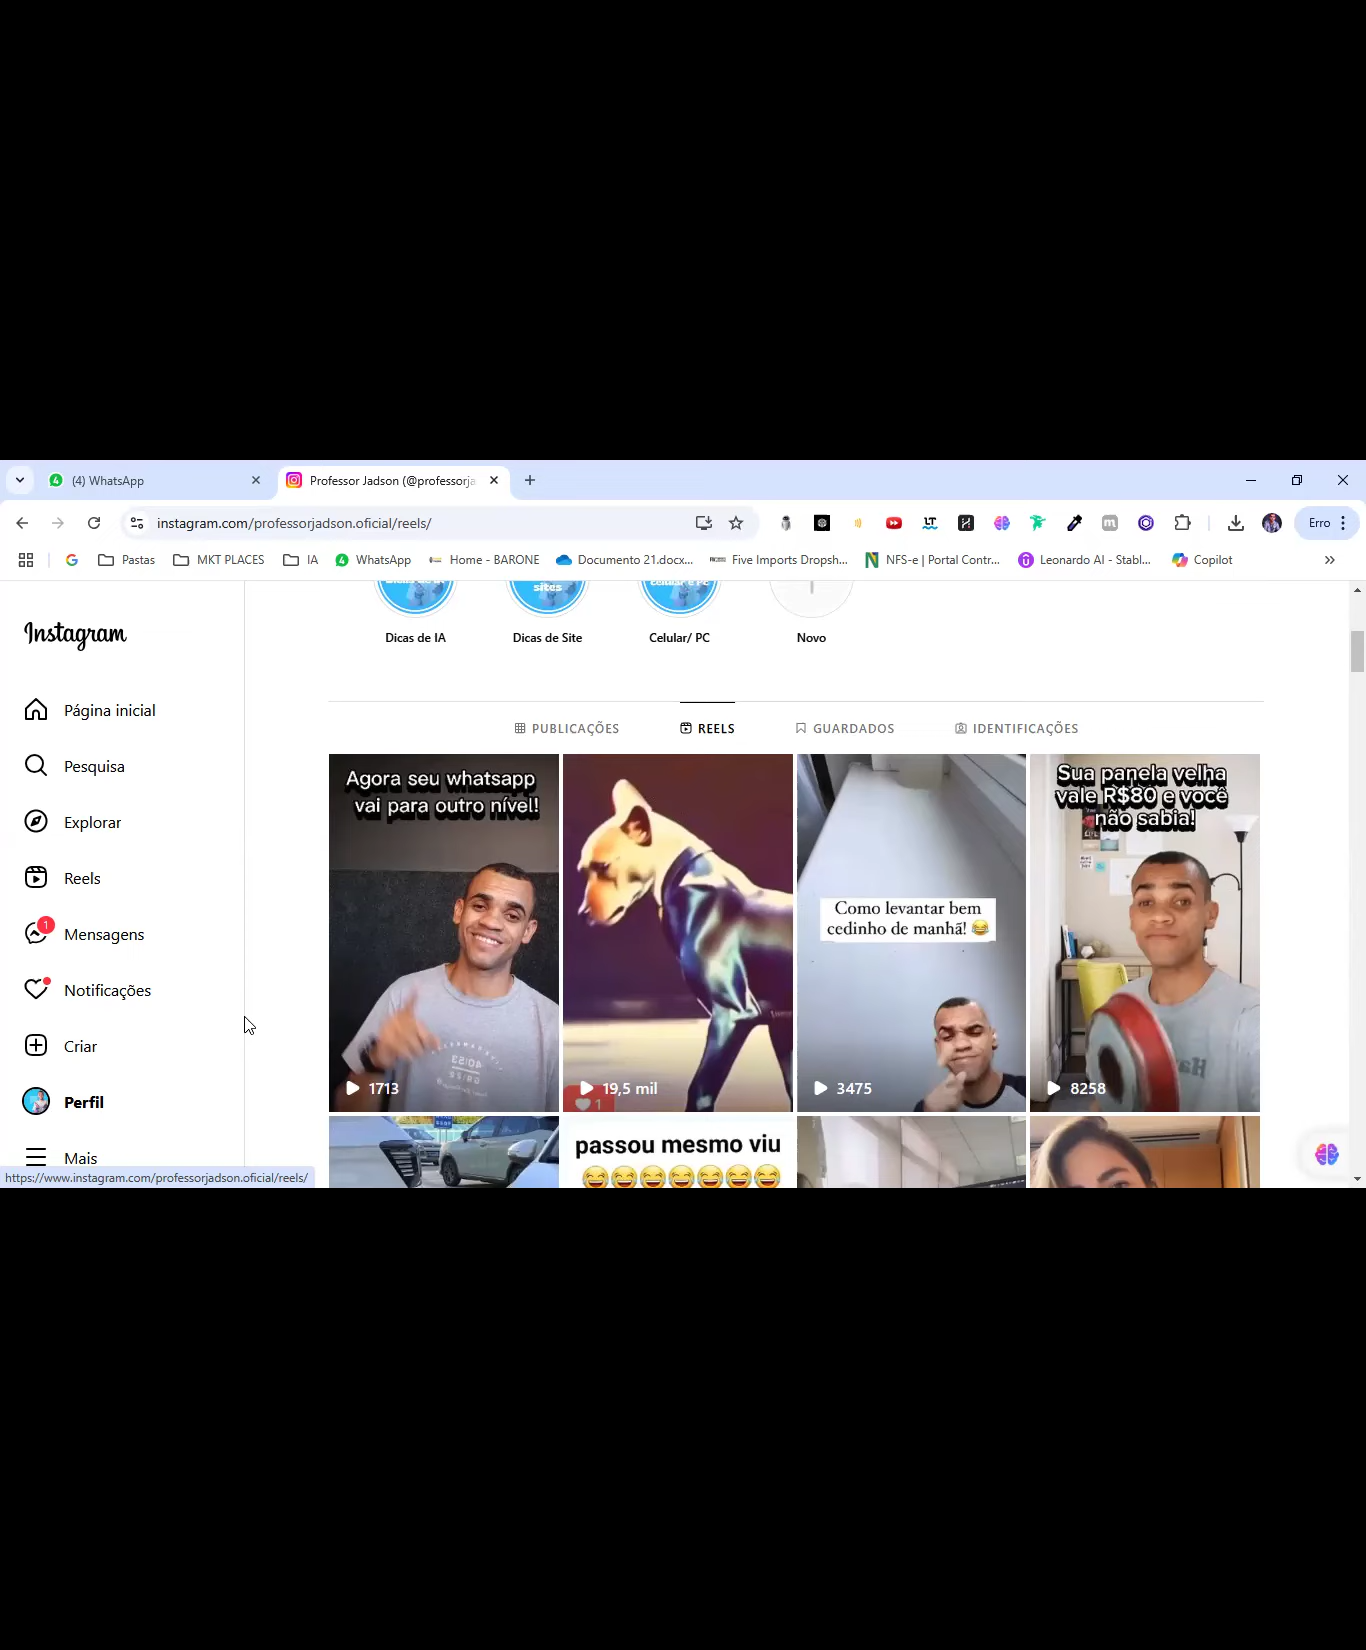 (4) WhatsApp
Professor Jadson (@professorja
instagram.com/professorjadson.oficial/reels/
Erro
Pastas
MKT PLACES
IA
WhatsApp
Home - BARONE
Documento 21.docx...
Five Imports Dropsh...
NFS-e | Portal Contr...
Leonardo AI - Stabl...
Copilot
Instagram
Página inicial
Pesquisa
Explorar
Reels
1
Mensagens
Notificações
Criar
Perfil
Mais
https://www.instagram.com/professorjadson.oficial/reels/
sites
Dicas de IA
Dicas de Site
Celular/ PC
Novo
PUBLICAÇÕES
REELS
GUARDADOS
IDENTIFICAÇÕES
Agora seu whatsapp
vai para outro nível!
1713
19,5 mil
1
Como levantar bem
cedinho de manhã! 😂
3475
Sua panela velha
vale R$80 e você
não sabia!
8258
passou mesmo viu
😂😂😂😂😂😂😂